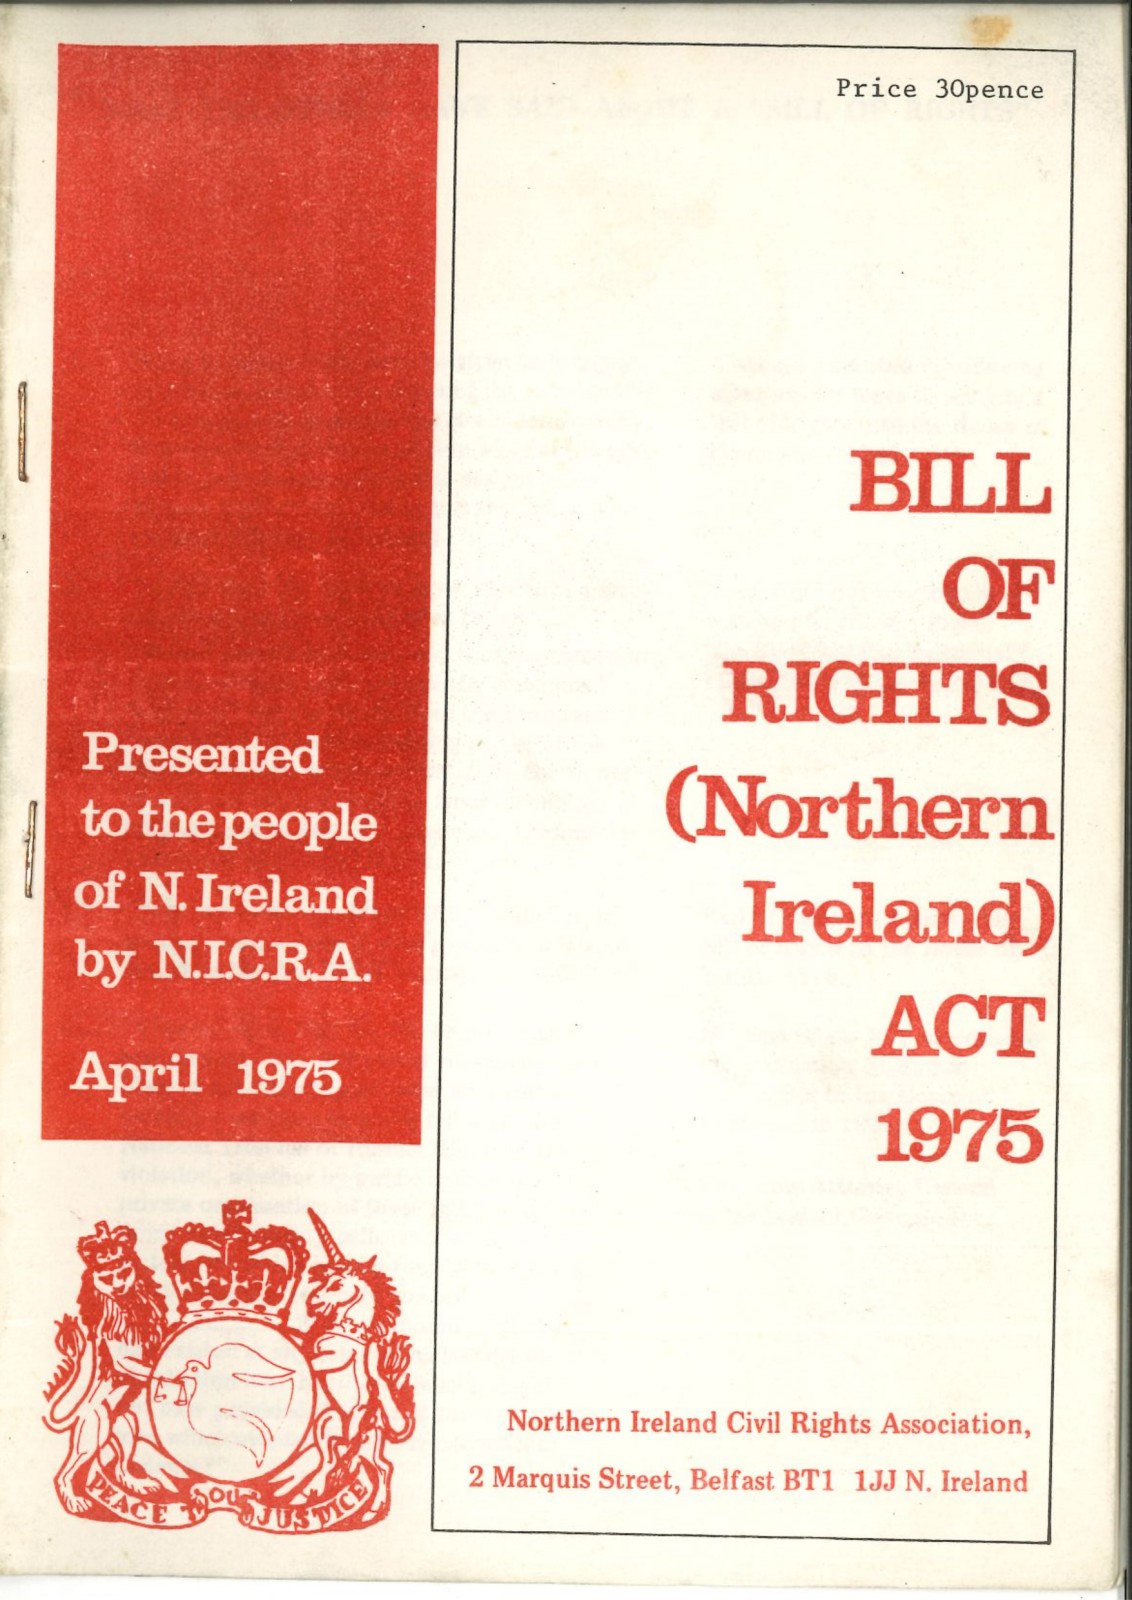 Price 30pence
BILL
OF
RIGHTS
(Northern
Ireland)
ACT
1975
Presented
to the people
of N. Ireland
by N.I.C.R.A.
April 1975
PEACE THROUGH JUSTICE
Northern Ireland Civil Rights Association,
2 Marquis Street, Belfast BT1 1JJ N. Ireland